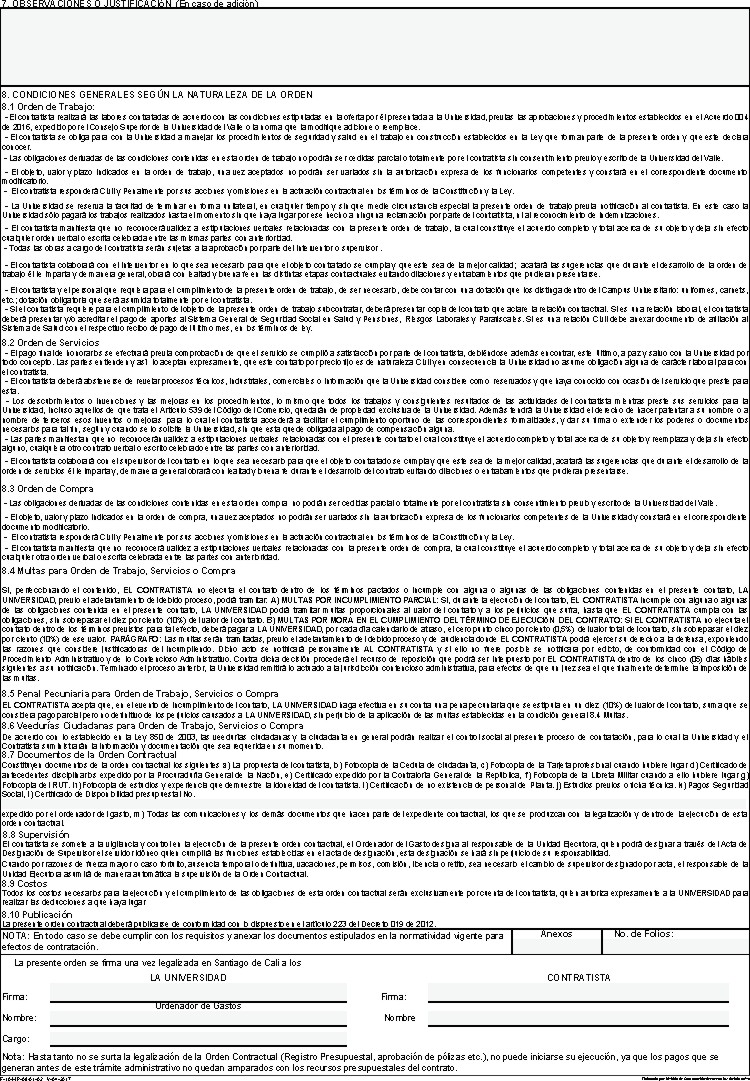 7. OBSERVACIONES O JUSTIFICACIÓN (En caso de adición)
8. CONDICIONES GENERALES SEGÚN LA NATURALEZA DE LA ORDEN
8.1 Orden de Trabajo:
- El contratista realizará las labores contratadas de acuerdo con las condiciones estipuladas en la oferta por él presentada a la Universidad, previas las aprobaciones y procedimientos establecidos en el Acuerdo 004
de 2016, expedido por el Consejo Superior de la Universidad del Valle o la norma que la modifique adicione o reemplace.
- El contratista se obliga para con la Universidad a manejar los procedimientos de seguridad y salud en el trabajo en construcción establecidos en la Ley que forman parte de la presente orden y que este declara
conocer.
- Las obligaciones derivadas de las condiciones contenidas en esta orden de trabajo no podrán ser cedidas parcial o totalmente por el contratista sin consentimiento previo y escrito de la Universidad del Valle.
- El objeto, valor y plazo indicados en la orden de trabajo, una vez aceptados no podrán ser variados sin la autorización expresa de los funcionarios competentes y constará en el correspondiente documento
modificatorio.
- El contratista responderá Civil y Penalmente por sus acciones y omisiones en la actuación contractual en los términos de la Constitución y la Ley.
- La Universidad se reserva la facultad de terminar en forma unilateral, en cualquier tiempo y sin que medie circunstancia especial la presente orden de trabajo previa notificación al contratista. En este caso la
Universidad sólo pagará los trabajos realizados hasta el momento sin que haya lugar por ese hecho a ninguna reclamación por parte del contratista, ni al reconocimiento de indemnizaciones.
- El contratista manifiesta que no reconocerá validez a estipulaciones verbales relacionadas con la presente orden de trabajo, la cual constituye el acuerdo completo y total acerca de su objeto y deja sin efecto
cualquier orden verbal o escrita celebrada entre las mismas partes con anterioridad.
- Todas las obras a cargo del contratista serán sujetas a la aprobación por parte del interventor o supervisor.
- El contratista colaborará con el interventor en lo que sea necesario para que el objeto contratado se cumpla y que este sea de la mejor calidad; acatará las sugerencias que durante el desarrollo de la orden de
trabajo él le imparta y de manera general, obrará con lealtad y buena fe en las distintas etapas contractuales evitando dilaciones y entrabamientos que pudieran presentarse.
- El contratista y el personal que requiera para el cumplimiento de la presente orden de trabajo, de ser necesario, debe contar con una dotación que los distinga dentro del Campus Universitario: uniformes, carnets,
etc.; dotación obligatoria que será asumida totalmente por el contratista.
- Si el contratista requiere para el cumplimiento del objeto de la presente orden de trabajo subcontratar, deberá presentar copia del contrato que aclare la relación contractual. Si es una relación laboral, el contratista
deberá presentar y/o acreditar el pago de aportes al Sistema General de Seguridad Social en Salud y Pensiones, Riesgos Laborales y Parafiscales. Si es una relación Civil debe anexar documento de afiliación al
Sistema de Salud con el respectivo recibo de pago del último mes, en los términos de ley.
8.2 Orden de Servicios
- El pago final de honorarios se efectuará previa comprobación de que el servicio se cumplió a satisfacción por parte del contratista, debiéndose además encontrar, este último, a paz y salvo con la Universidad por
todo concepto. Las partes entienden y así lo aceptan expresamente, que este contrato por precio fijo es de naturaleza Civil y en consecuencia la Universidad no asume obligación alguna de carácter laboral para con
el contratista.
- El contratista deberá abstenerse de revelar procesos técnicos, industriales, comerciales o información que la Universidad considere como reservados y que haya conocido con ocasión del servicio que preste para
esta.
- Los descubrimientos o invenciones y las mejoras en los procedimientos, lo mismo que todos los trabajos y consiguientes resultados de las actividades del contratista mientras preste sus servicios para la
Universidad, incluso aquellos de que trata el Artículo 539 del Código del Comercio, quedarán de propiedad exclusiva de la Universidad. Además tendrá la Universidad el derecho de hacer patentar a su nombre o a
nombre de terceros esos inventos o mejoras para lo cual el contratista accederá a facilitar el cumplimiento oportuno de las correspondientes formalidades, y dar su firma o extender los poderes o documentos
necesarios para tal fin, según y cuando se lo solicite la Universidad, sin que esta quede obligada al pago de compensación alguna.
- Las partes manifiestan que no reconocerán validez a estipulaciones verbales relacionadas con el presente contrato el cual constituye el acuerdo completo y total acerca de su objeto y reemplaza y deja sin efecto
alguno, cualquiera otro contrato verbal o escrito celebrado entre las partes con anterioridad.
- El contratista colaborará con el supervisor del contrato en lo que sea necesario para que el objeto contratado se cumpla y que este sea de la mejor calidad, acatará las sugerencias que durante el desarrollo de la
orden de servicios él le imparta y, de manera general obrará con lealtad y buena fe durante el desarrollo del contrato evitando dilaciones o entrabamientos que pudieran presentarse.
8.3 Orden de Compra
- Las obligaciones derivadas de las condiciones contenidas en esta orden compra no podrán ser cedidas parcial o totalmente por el contratista sin consentimiento previo y escrito de la Universidad del Valle.
- El objeto, valor y plazo indicados en la orden de compra, una vez aceptados no podrán ser variados sin la autorización expresa de los funcionarios competentes de la Universidad y constará en el correspondiente
documento modificatorio.
- El contratista responderá Civil y Penalmente por sus acciones y omisiones en la actuación contractual en los términos de la Constitución y la Ley.
- El contratista manifiesta que no reconocerá validez a estipulaciones verbales relacionadas con la presente orden de compra, la cual constituye el acuerdo completo y total acerca de su objeto y deja sin efecto
cualquier otra orden verbal o escrita celebrada entre las partes con anterioridad.
8.4 Multas para Orden de Trabajo, Servicios o Compra
Si, perfeccionado el contenido, EL CONTRATISTA no ejecuta el contrato dentro de los términos pactados o incumple con alguna o algunas de las obligaciones contenidas en el presente contrato, LA
UNIVERSIDAD, previo el adelantamiento del debido proceso, podrá tramitar: A) MULTAS POR INCUMPLIMIENTO PARCIAL: Si, durante la ejecución del contrato, EL CONTRATISTA incumple con alguna o algunas
de las obligaciones contenida en el presente contrato, LA UNIVERSIDAD podrá tramitar multas proporcionales al valor del contrato y a los perjuicios que sufra, hasta que EL CONTRATISTA cumpla con las
obligaciones, sin sobrepasar el diez por ciento (10%) del valor del contrato. B) MULTAS POR MORA EN EL CUMPLIMIENTO DEL TÉRMINO DE EJECUCIÓN DEL CONTRATO: SI EL CONTRATISTA no ejecuta el
contrato dentro de los términos previstos para tal efecto, deberá pagar a LA UNIVERSIDAD, por cada día calendario de atraso, el cero punto cinco por ciento (0,5%) del valor total del contrato, sin sobrepasar el diez
por ciento (10%) de ese valor. PARÁGRAFO: Las multas serán tramitadas, previo el adelantamiento del debido proceso y de audiencia donde EL CONTRATISTA podrá ejercer su derecho a la defensa, exponiendo
las razones que considere justificadoras del incumplido. Dicho acto se notificará personalmente AL CONTRATISTA y si ello no fuere posible se notificará por edicto, de conformidad con el Código de
Procedimiento Administrativo y de lo Contencioso Administrativo. Contra dicha decisión procederá el recurso de reposición que podrá ser interpuesto por EL CONTRATISTA dentro de los cinco (05) días hábiles
siguientes a su notificación. Terminado el proceso anterior, la Universidad remitirá lo actuado a la jurisdicción contencioso administrativa, para efectos de que un juez sea el que finalmente determine la imposición de
las multas.
8.5 Penal Pecuniaria para Orden de Trabajo, Servicios o Compra
EL CONTRATISTA acepta que, en el evento de incumplimiento del contrato, LA UNIVERSIDAD haga efectiva en su contra una pena pecuniaria que se estipula en un diez (10%) del valor del contrato, suma que se
considera pago parcial pero no definitivo de los perjuicios causados a LA UNIVERSIDAD, sin perjuicio de la aplicación de las multas establecidas en la condición general 8.4 Multas.
8.6 Veedurías Ciudadanas para Orden de Trabajo, Servicios o Compra
De acuerdo con lo establecido en la Ley 850 de 2003, las veedurías ciudadanas y la ciudadanía en general podrán realizar el control social al presente proceso de contratación, para lo cual la Universidad y el
Contratista suministrarán la información y documentación que sea requerida en su momento.
8.7 Documentos de la Orden Contractual
Constituyen documentos de la orden contractual los siguientes a) La propuesta del contratista, b) Fotocopia de la Cedula de ciudadanía, c) Fotocopia de la Tarjeta profesional cuando hubiere lugar d) Certificado de
antecedentes disciplinarios expedido por la Procuraduría General de la Nación, e) Certificado expedido por la Contraloría General de la República, f) Fotocopia de la Libreta Militar cuando a ello hubiere lugar g)
Fotocopia del RUT. h) Fotocopia de estudios y experiencia que demuestre la idoneidad del contratista. i) Certificación de no existencia de personal de Planta. j) Estudios previos o ficha técnica. k) Pagos Seguridad
Social, l) Certificado de Disponibilidad presupuestal No.
expedido por el ordenador del gasto, m) Todas las comunicaciones y los demás documentos que hacen parte del expediente contractual, los que se produzcan con la legalización y dentro de la ejecución de esta
orden contractual.
8.8 Supervisión
El contratista se somete a la vigilancia y control en la ejecución de la presente orden contractual, el Ordenador del Gasto designa al responsable de la Unidad Ejecutora, quien podrá designar a través del Acta de
Designación de Supervisor el servidor idóneo quien cumplirá las funciones establecidas en el acta de designación, esta designación se hará sin perjuicio de su responsabilidad.
Cuando por razones de fuerza mayor o caso fortuito, ausencia temporal o definitiva, vacaciones, permisos, comisión, licencia o retiro, sea necesario el cambio de supervisor designado por acta, el responsable de la
Unidad Ejecutora asumirá de manera automática la supervisión de la Orden Contractual.
8.9 Costos
Todos los costos necesarios para la ejecución y el cumplimiento de las obligaciones de esta orden contractual serán exclusivamente por cuenta del contratista, quien autoriza expresamente a la UNIVERSIDAD para
realizar las deducciones a que haya lugar
8.10 Publicación
La presente orden contractual deberá publicarse de conformidad con lo dispuesto en el artículo 223 del Decreto 019 de 2012.
NOTA: En todo caso se debe cumplir con los requisitos y anexar los documentos estipulados en la normatividad vigente para
efectos de contratación.
Anexos
No. de Folios:
La presente orden se firma una vez legalizada en Santiago de Cali a los
LA UNIVERSIDAD CONTRATISTA
Firma: Firma:
Ordenador de Gastos
Nombre: Nombre
Cargo:
Nota: Hasta tanto no se surta la legalización de la Orden Contractual (Registro Presupuestal, aprobación de pólizas etc.), no puede iniciarse su ejecución, ya que los pagos que se
generan antes de este trámite administrativo no quedan amparados con los recursos presupuestales del contrato.